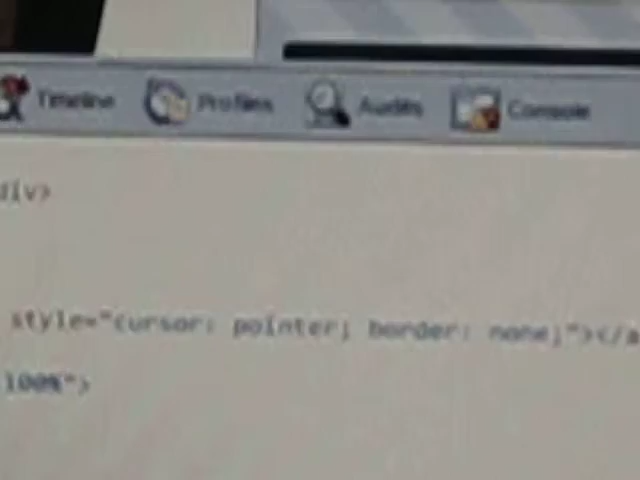 Timeline Profiles Audits Console
div>
style="cursor: pointer; border: none;"></a
100%">